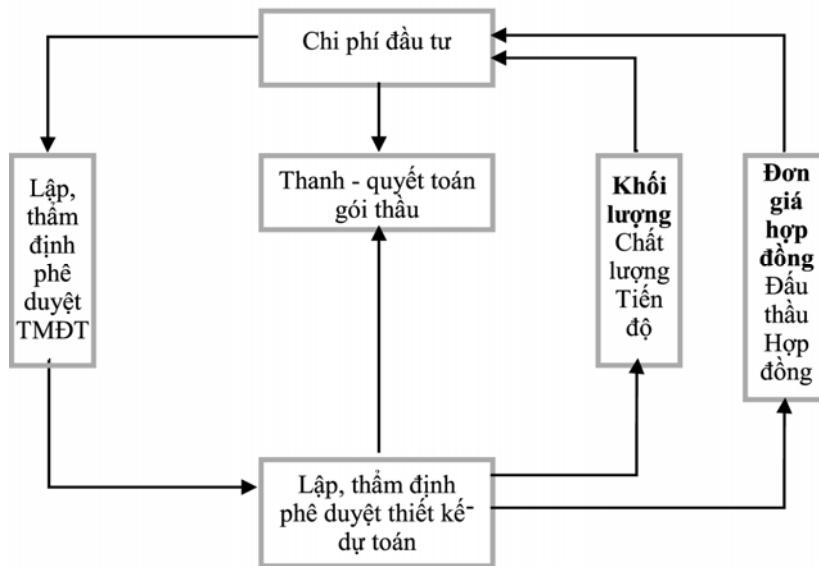 Chi phí đầu tư
Lập,
thẩm
định
phê
duyệt
TMĐT
Thanh - quyết toán
gói thầu
Khối
lượng
Chất
lượng
Tiến
độ
Đơn
giá
hợp
đồng
Đấu
thầu
Hợp
đồng
Lập, thẩm định
phê duyệt thiết kế-
dự toán